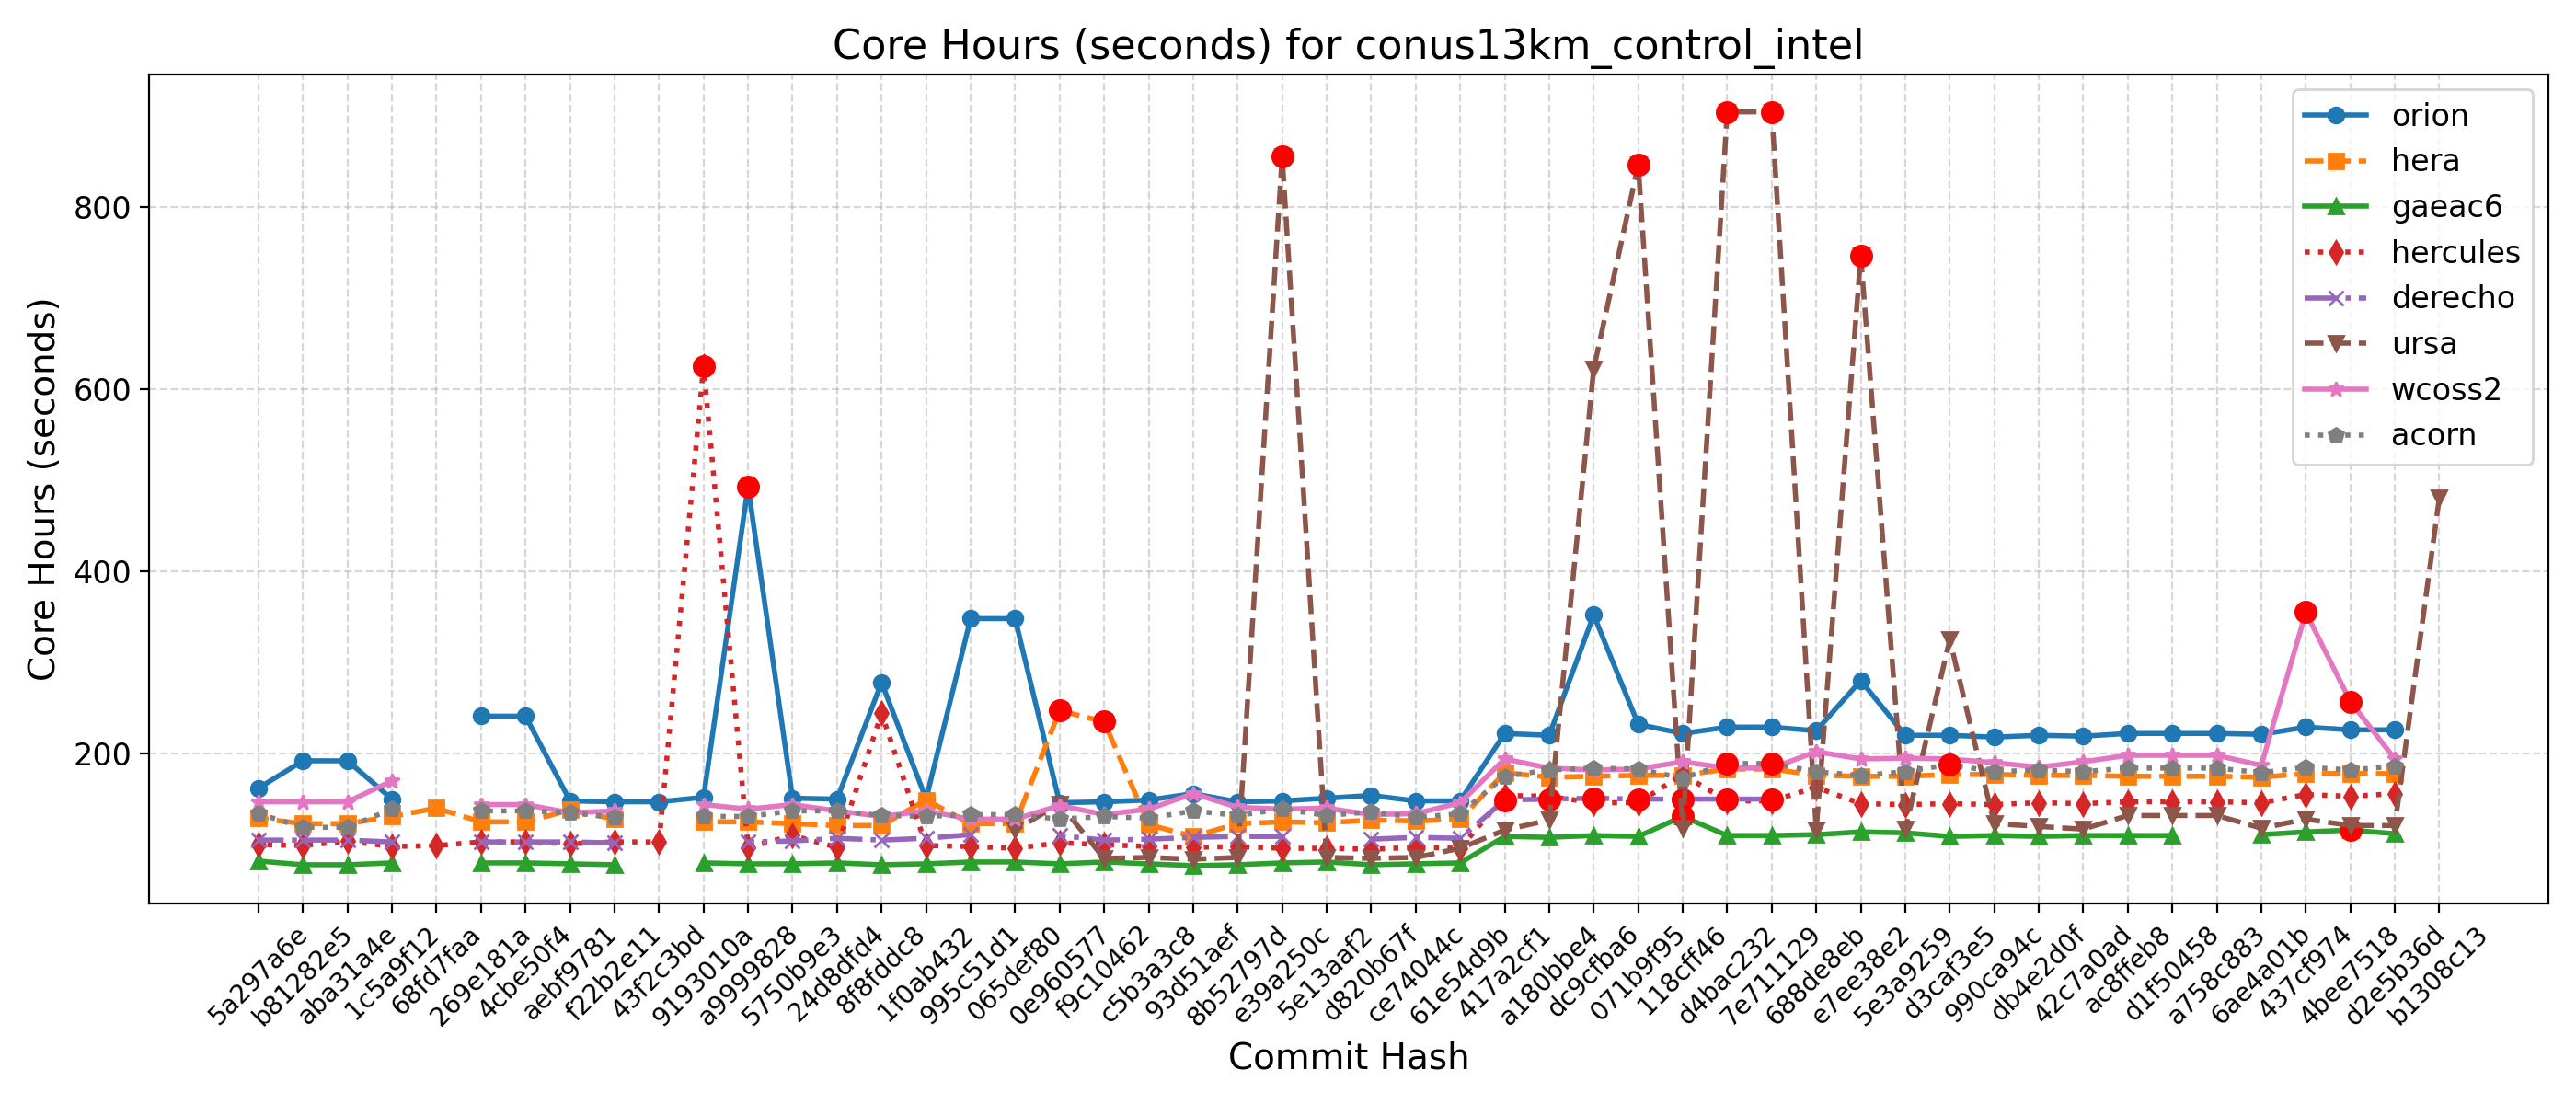 Core Hours (seconds) for conus13km_control_intel
Core Hours (seconds)
800
600
400
200
orion
hera
gaeac6
hercules
derecho
ursa
wcoss2
acorn
5a297a6e
b81282e5
aba31a4e
1c5a9f12
68fd7faa
269e181a
4cbe50f4
aebf9781
f22b2e11
43f2c3bd
9193010a
a9999828
5750b9e3
24d8dfd4
8f8fddc8
1f0ab432
995c51d1
065def80
0e960577
f9c10462
c5b3a3c8
93d51aef
8b52797d
e39a250c
5e13aaf2
d820b67f
ce74044c
61e54d9b
417a2cf1
a180bbe4
dc9cfba6
071b9f95
118cff46
d4bac232
7e711129
688de8eb
e7ee38e2
5e3a9259
d3caf3e5
990ca94c
db4e2d0f
42c7a0ad
ac8ffeb8
d1f50458
a758c883
6ae4a01b
437cf974
4bee7518
d2e5b36d
b1308c13
Commit Hash